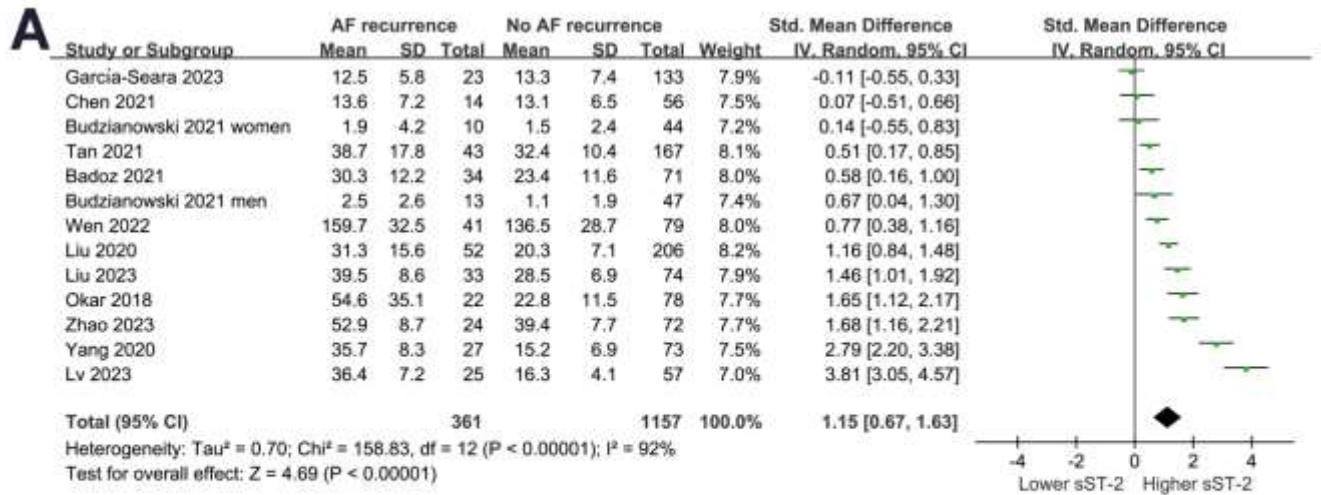 A
AF recurrence No AF recurrence Std. Mean Difference Std. Mean Difference
Study or Subgroup Mean SD Total Mean SD Total Weight IV, Random, 95% CI IV, Random, 95% CI
García-Seara 2023 12.5 5.8 23 13.3 7.4 133 7.9% -0.11 [-0.55, 0.33]
Chen 2021 13.6 7.2 14 13.1 6.5 56 7.5% 0.07 [-0.51, 0.66]
Budzianowski 2021 women 1.9 4.2 10 1.5 2.4 44 7.2% 0.14 [-0.55, 0.83]
Tan 2021 38.7 17.8 43 32.4 10.4 167 8.1% 0.51 [0.17, 0.85]
Badoz 2021 30.3 12.2 34 23.4 11.6 71 8.0% 0.58 [0.16, 1.00]
Budzianowski 2021 men 2.5 2.6 13 1.1 1.9 47 7.4% 0.67 [0.04, 1.30]
Wen 2022 159.7 32.5 41 136.5 28.7 79 8.0% 0.77 [0.38, 1.16]
Liu 2020 31.3 15.6 52 20.3 7.1 206 8.2% 1.16 [0.84, 1.48]
Liu 2023 39.5 8.6 33 28.5 6.9 74 7.9% 1.46 [1.01, 1.92]
Okar 2018 54.6 35.1 22 22.8 11.5 78 7.7% 1.65 [1.12, 2.17]
Zhao 2023 52.9 8.7 24 39.4 7.7 72 7.7% 1.68 [1.16, 2.21]
Yang 2020 35.7 8.3 27 15.2 6.9 73 7.5% 2.79 [2.20, 3.38]
Lv 2023 36.4 7.2 25 16.3 4.1 57 7.0% 3.81 [3.05, 4.57]
Total (95% CI) 361 1157 100.0% 1.15 [0.67, 1.63]
Heterogeneity: Tau² = 0.70; Chi² = 158.83, df = 12 (P < 0.00001); I² = 92%
Test for overall effect: Z = 4.69 (P < 0.00001)
-4 -2 0 2 4
Lower sST-2 Higher sST-2